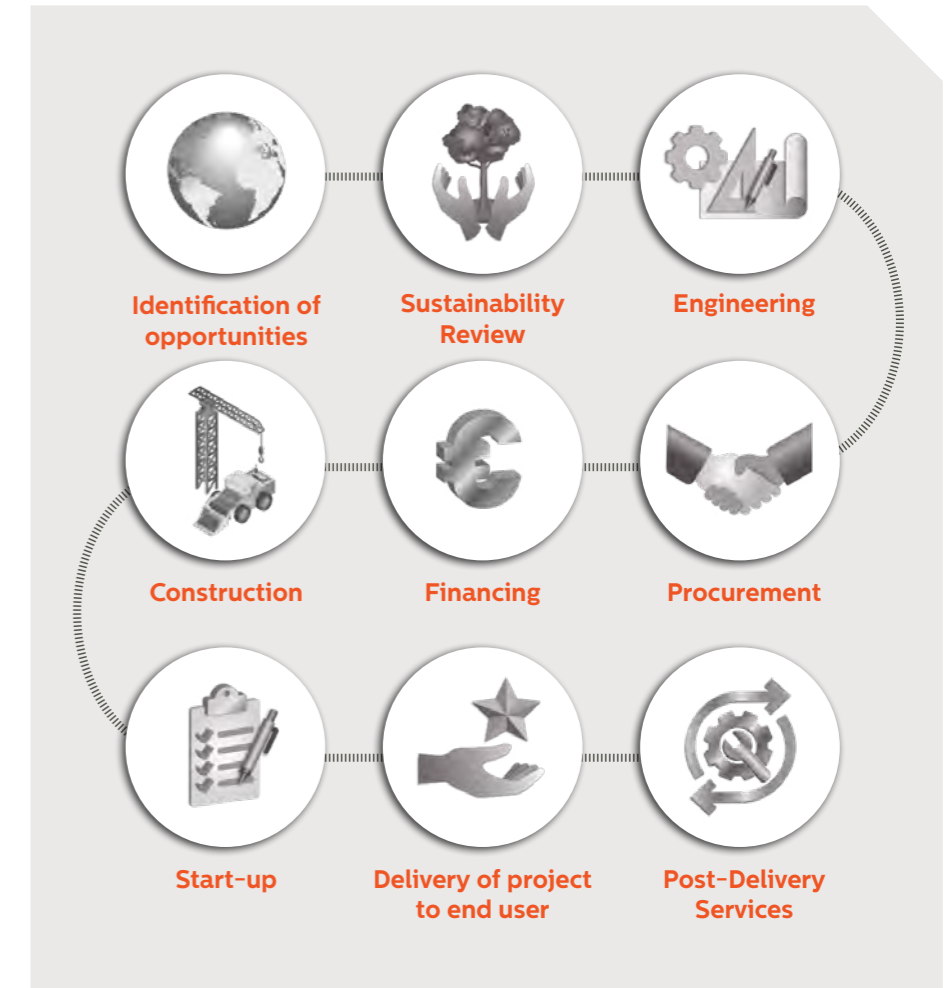 Identification of
opportunities
Sustainability
Review
Engineering
Construction
Financing
Procurement
Start-up
Delivery of project
to end user
Post-Delivery
Services